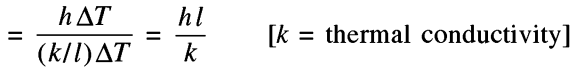 = hΔT / (k/l)ΔT = hl / k [k = thermal conductivity]